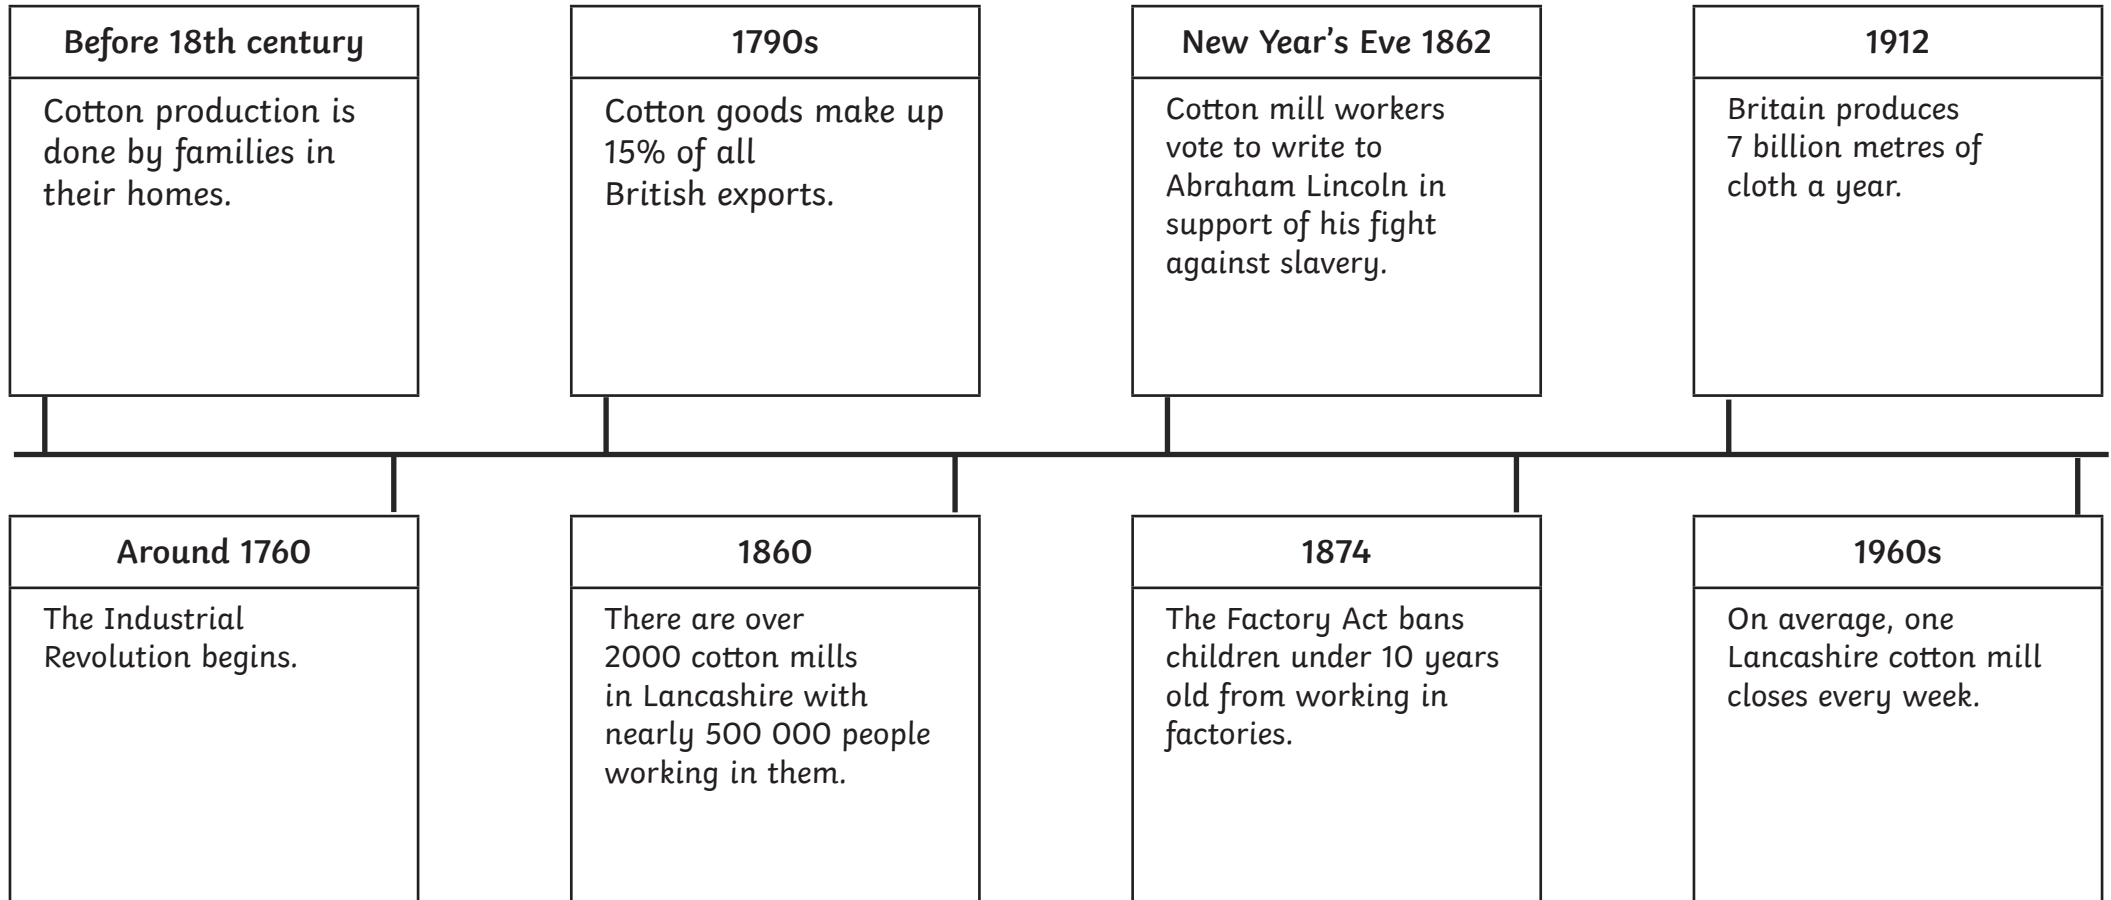 Before 18th century
Cotton production is
done by families in
their homes.
1790s
Cotton goods make up
15% of all
British exports.
New Year’s Eve 1862
Cotton mill workers
vote to write to
Abraham Lincoln in
support of his fight
against slavery.
1912
Britain produces
7 billion metres of
cloth a year.
Around 1760
The Industrial
Revolution begins.
1860
There are over
2000 cotton mills
in Lancashire with
nearly 500 000 people
working in them.
1874
The Factory Act bans
children under 10 years
old from working in
factories.
1960s
On average, one
Lancashire cotton mill
closes every week.